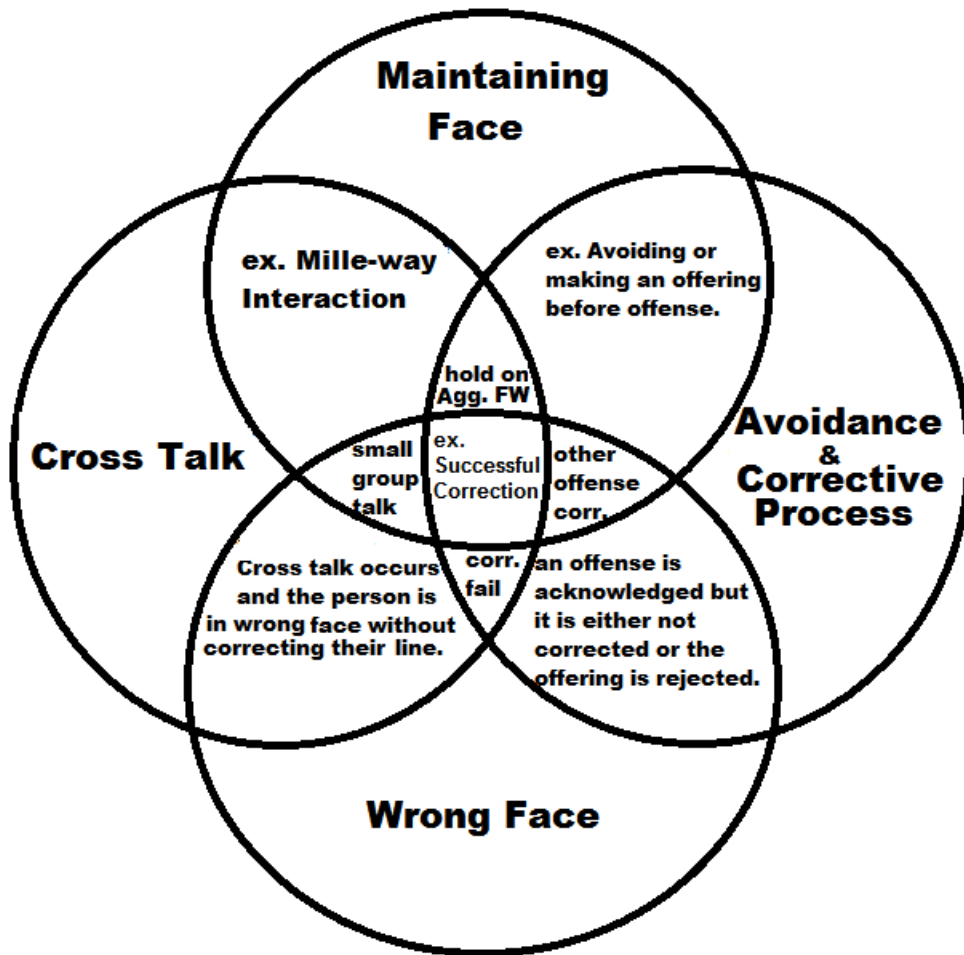 Maintaining
Face
ex. Mille-way
Interaction
ex. Avoiding or
making an offering
before offense.
hold on
Agg. FW
Cross Talk
small
group
talk
ex.
Successful
Correction
other
offense
corr.
Avoidance
&
Corrective
Process
Cross talk occurs
and the person is
in wrong face without
correcting their line.
corr.
fail
an offense is
acknowledged but
it is either not
corrected or the
offering is rejected.
Wrong Face